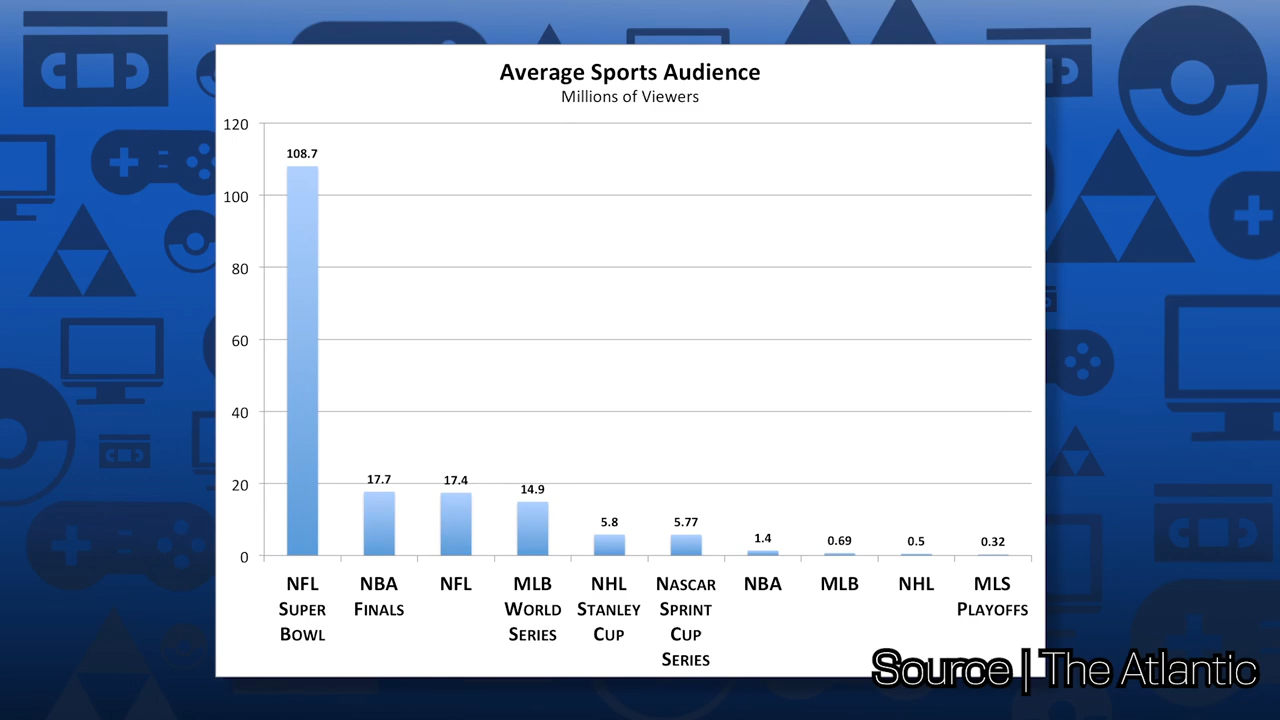 Average Sports Audience
Millions of Viewers
120
100
80
60
40
20
0
108.7
17.7
17.4
14.9
5.8
5.77
1.4
0.69
0.5
0.32
NFL SUPER BOWL
NBA FINALS
NFL
MLB WORLD SERIES
NHL STANLEY CUP
NASCAR SPRINT CUP SERIES
NBA
MLB
NHL
MLS PLAYOFFS
Source | The Atlantic